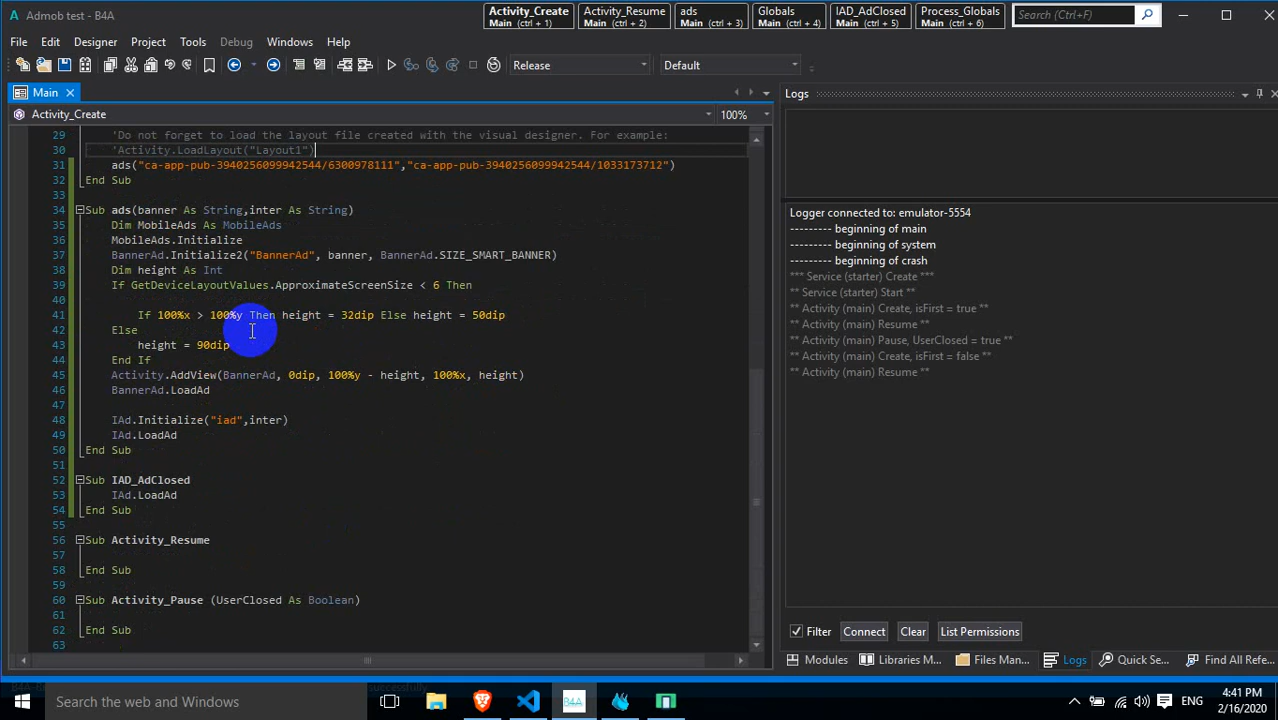 Admob test - B4A
Activity_Create
Main (ctrl + 1)
Activity_Resume
Main (ctrl + 2)
ads
Main (ctrl + 3)
Globals
Main (ctrl + 4)
IAD_AdClosed
Main (ctrl + 5)
Process_Globals
Main (ctrl + 6)
Search (Ctrl+F)
File Edit Designer Project Tools Debug Windows Help
Release
Default
Main
Logs
Activity_Create
100%
29 'Do not forget to load the layout file created with the visual designer. For example:
30 'Activity.LoadLayout("Layout1")
31 ads("ca-app-pub-3940256099942544/6300978111","ca-app-pub-3940256099942544/1033173712")
32 End Sub
33
34 Sub ads(banner As String,inter As String)
35 Dim MobileAds As MobileAds
36 MobileAds.Initialize
37 BannerAd.Initialize2("BannerAd", banner, BannerAd.SIZE_SMART_BANNER)
38 Dim height As Int
39 If GetDeviceLayoutValues.ApproximateScreenSize < 6 Then
40
41 If 100%x > 100%y Then height = 32dip Else height = 50dip
42 Else
43 height = 90dip
44 End If
45 Activity.AddView(BannerAd, 0dip, 100%y - height, 100%x, height)
46 BannerAd.LoadAd
47
48 IAd.Initialize("iad",inter)
49 IAd.LoadAd
50 End Sub
51
52 Sub IAD_AdClosed
53 IAd.LoadAd
54 End Sub
55
56 Sub Activity_Resume
57
58 End Sub
59
60 Sub Activity_Pause (UserClosed As Boolean)
61
62 End Sub
63
Logger connected to: emulator-5554
--------- beginning of main
--------- beginning of system
--------- beginning of crash
*** Service (starter) Create ***
** Service (starter) Start **
** Activity (main) Create, isFirst = true **
** Activity (main) Resume **
** Activity (main) Pause, UserClosed = true **
** Activity (main) Create, isFirst = false **
** Activity (main) Resume **
Filter Connect Clear List Permissions
Modules Libraries M... Files Man... Logs Quick Se... Find All Refe...
successfully
Search the Web and Windows
ENG
4:41 PM
2/16/2020